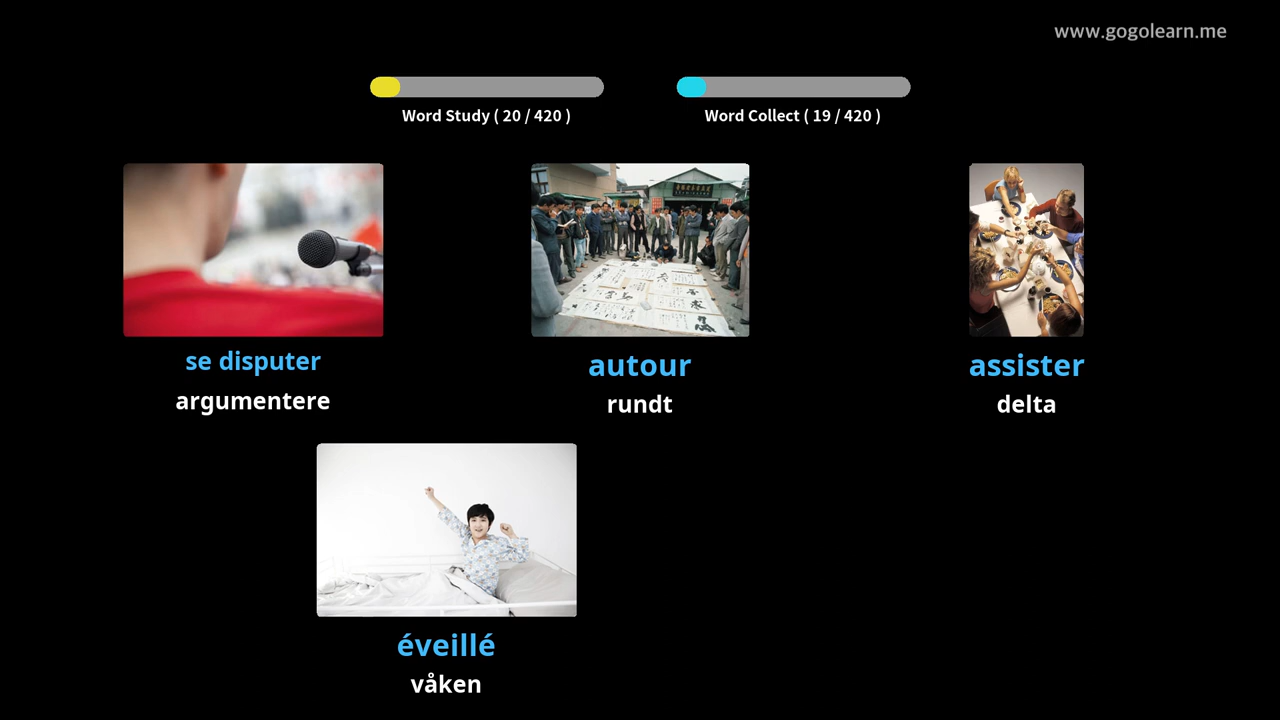 www.gogolearn.me
Word Study ( 20 / 420 )
Word Collect ( 19 / 420 )
se disputer
argumentere
autour
rundt
assister
delta
éveillé
våken